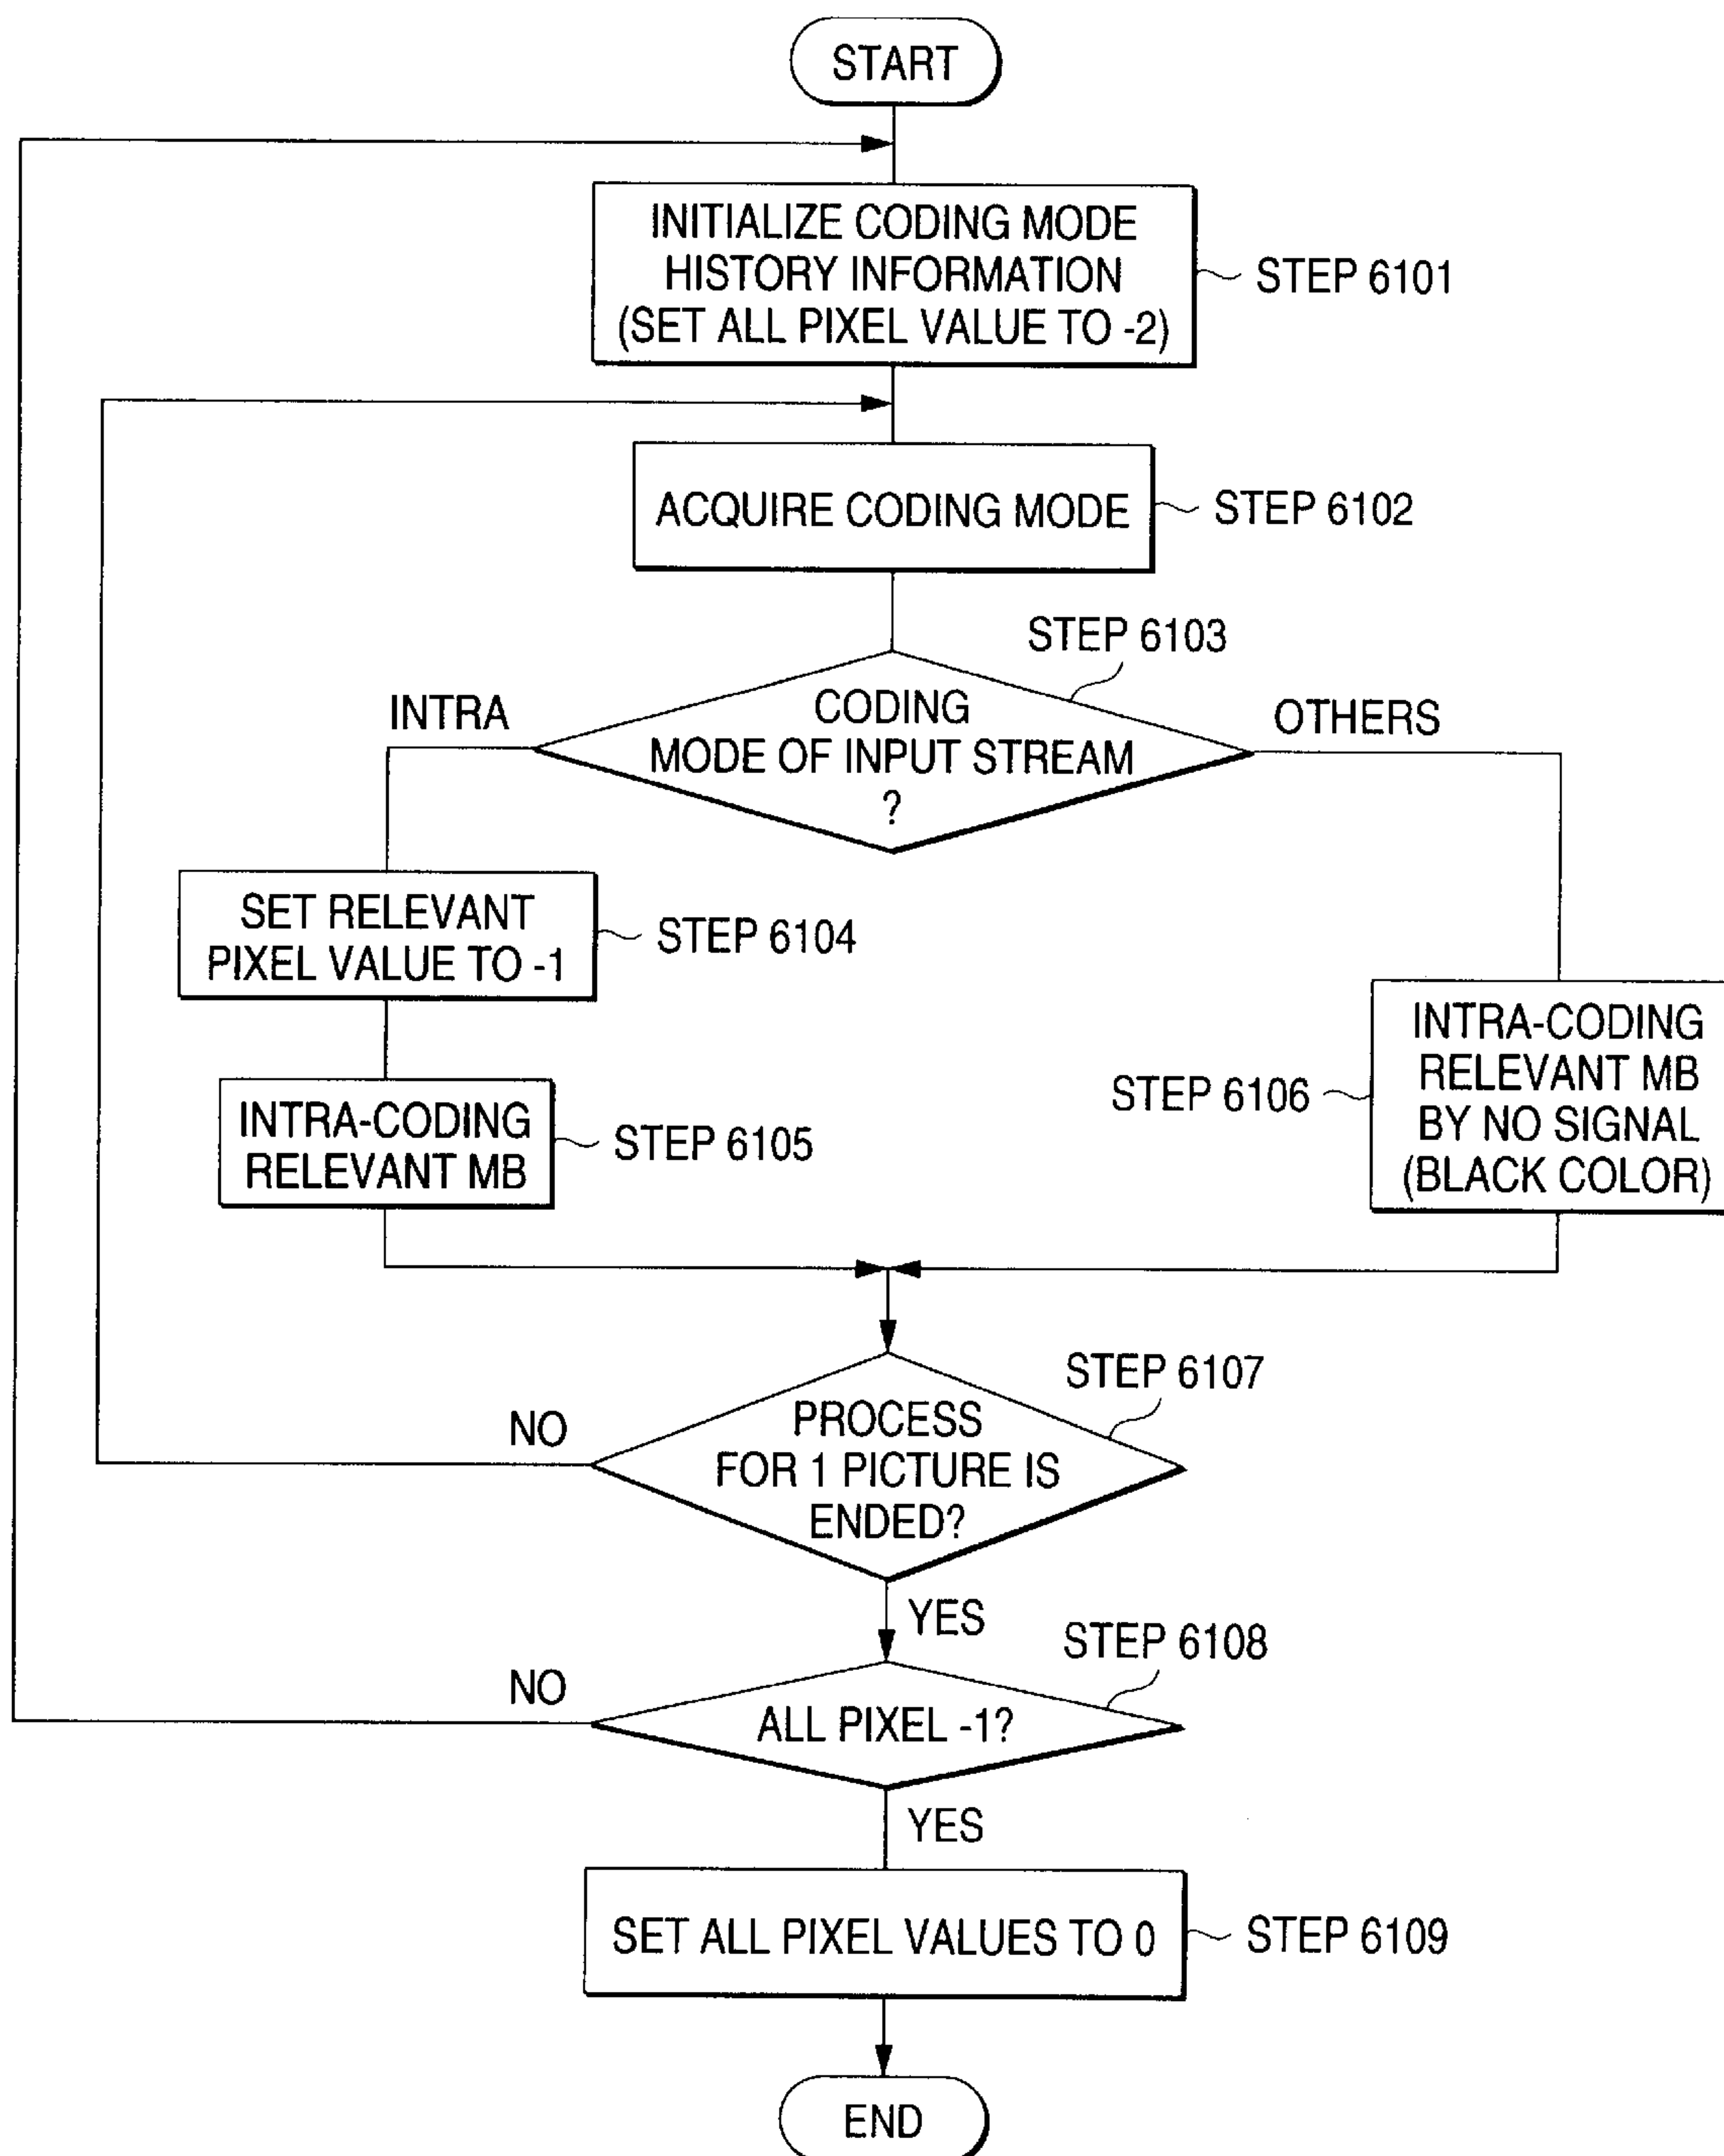 START
INITIALIZE CODING MODE
HISTORY INFORMATION
(SET ALL PIXEL VALUE TO -2)
STEP 6101
ACQUIRE CODING MODE
STEP 6102
STEP 6103
INTRA
CODING
MODE OF INPUT STREAM
?
OTHERS
SET RELEVANT
PIXEL VALUE TO -1
STEP 6104
INTRA-CODING
RELEVANT MB
STEP 6105
STEP 6106
INTRA-CODING
RELEVANT MB
BY NO SIGNAL
(BLACK COLOR)
STEP 6107
NO
PROCESS
FOR 1 PICTURE IS
ENDED?
YES
STEP 6108
NO
ALL PIXEL -1?
YES
SET ALL PIXEL VALUES TO 0
STEP 6109
END